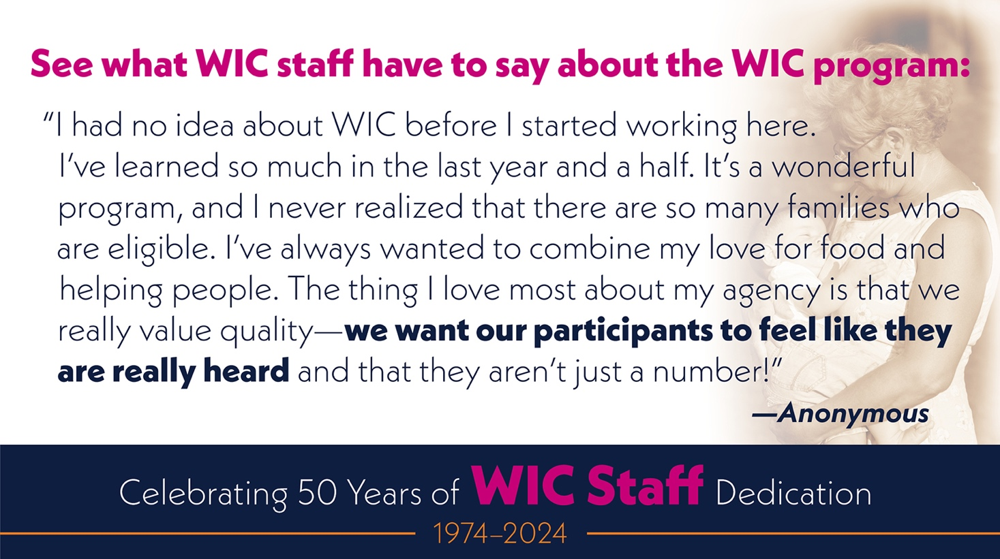 See what WIC staff have to say about the WIC program:
“I had no idea about WIC before I started working here.
I’ve learned so much in the last year and a half. It’s a wonderful
program, and I never realized that there are so many families who
are eligible. I’ve always wanted to combine my love for food and
helping people. The thing I love most about my agency is that we
really value quality—we want our participants to feel like they
are really heard and that they aren’t just a number!”
—Anonymous
Celebrating 50 Years of WIC Staff Dedication
1974–2024